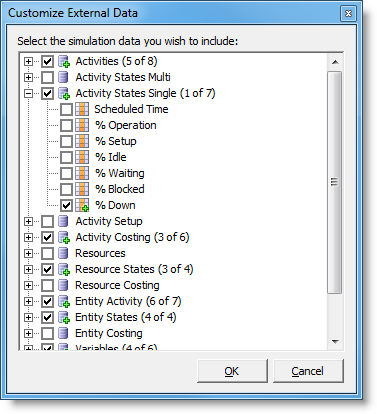 Customize External Data
Select the simulation data you wish to include:
Activities (5 of 8)
Activity States Multi
Activity States Single (1 of 7)
Scheduled Time
% Operation
% Setup
% Idle
% Waiting
% Blocked
% Down
Activity Setup
Activity Costing (3 of 6)
Resources
Resource States (3 of 4)
Resource Costing
Entity Activity (6 of 7)
Entity States (4 of 4)
Entity Costing
Variables (4 of 6)
OK
Cancel